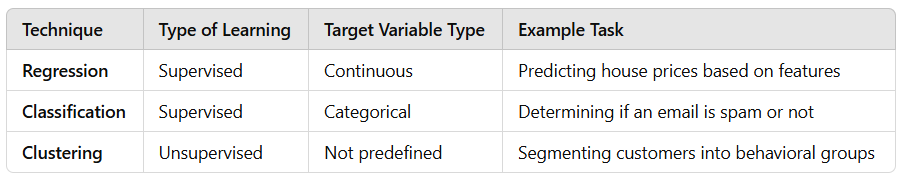 Technique Type of Learning Target Variable Type Example Task
Regression Supervised Continuous Predicting house prices based on features
Classification Supervised Categorical Determining if an email is spam or not
Clustering Unsupervised Not predefined Segmenting customers into behavioral groups